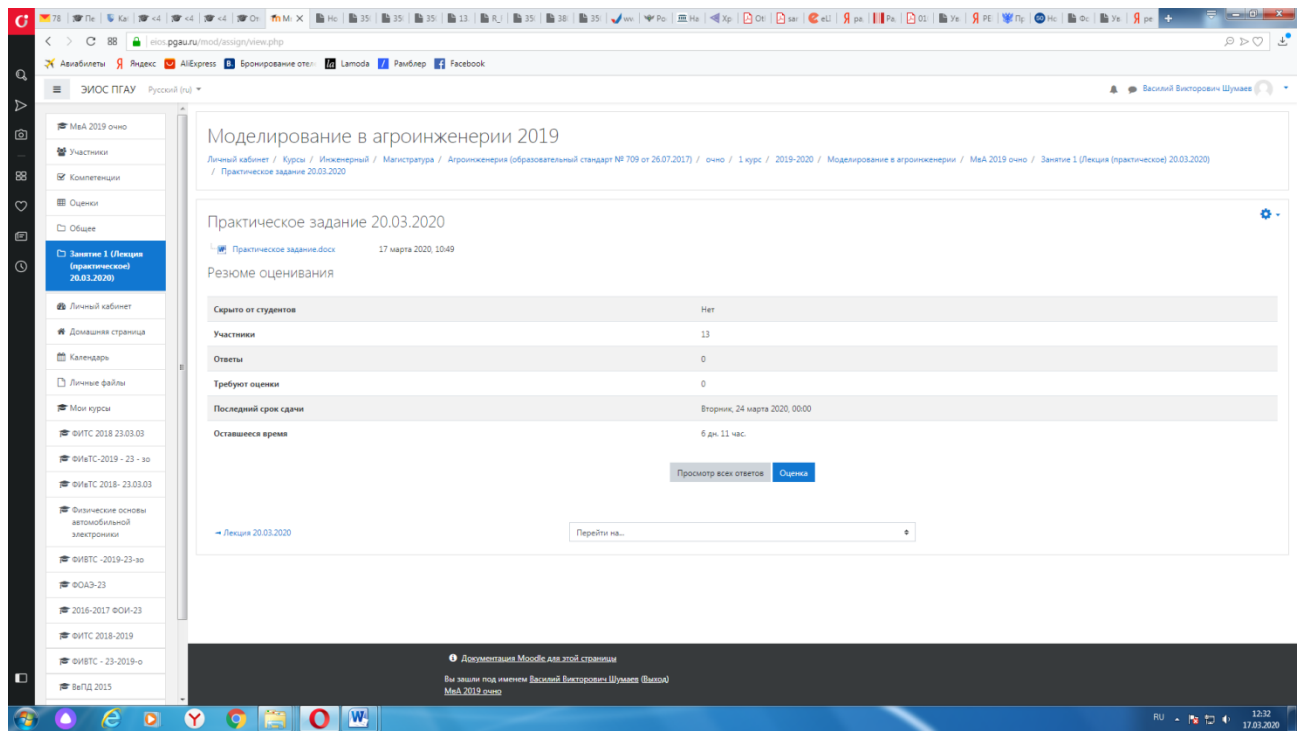 eios.pgau.ru/mod/assign/view.php
Авиабилеты Яндекс AliExpress Бронирование отел Lamoda Рамблер Facebook
ЭИОС ПГАУ Русский (ru)
Василий Викторович Шумаев
МвА 2019 очно
Участники
Компетенции
Оценки
Общее
Занятие 1 (Лекция
(практическое)
20.03.2020)
Личный кабинет
Домашняя страница
Календарь
Личные файлы
Мои курсы
ФИТС 2018 23.03.03
ФИвТС-2019 - 23 - зо
ФИвТС 2018- 23.03.03
Физические основы
автомобильной
электроники
ФИВТС -2019-23-зо
ФОАЭ-23
2016-2017 ФОИ-23
ФИТС 2018-2019
ФИВТС - 23-2019-о
ВвПД 2015
Моделирование в агроинженерии 2019
Личный кабинет / Курсы / Инженерный / Магистратура / Агроинженерия (образовательный стандарт № 709 от 26.07.2017) / очно / 1 курс / 2019-2020 / Моделирование в агроинженерии / МвА 2019 очно / Занятие 1 (Лекция (практическое) 20.03.2020)
/ Практическое задание 20.03.2020
Практическое задание 20.03.2020
Практическое задание.docx 17 марта 2020, 10:49
Резюме оценивания
Скрыто от студентов Нет
Участники 13
Ответы 0
Требуют оценки 0
Последний срок сдачи Вторник, 24 марта 2020, 00:00
Оставшееся время 6 дн. 11 час.
Просмотр всех ответов Оценка
→ Лекция 20.03.2020 Перейти на...
Документация Moodle для этой страницы
Вы зашли под именем Василий Викторович Шумаев (Выход)
МвА 2019 очно
RU 12:32
17.03.2020